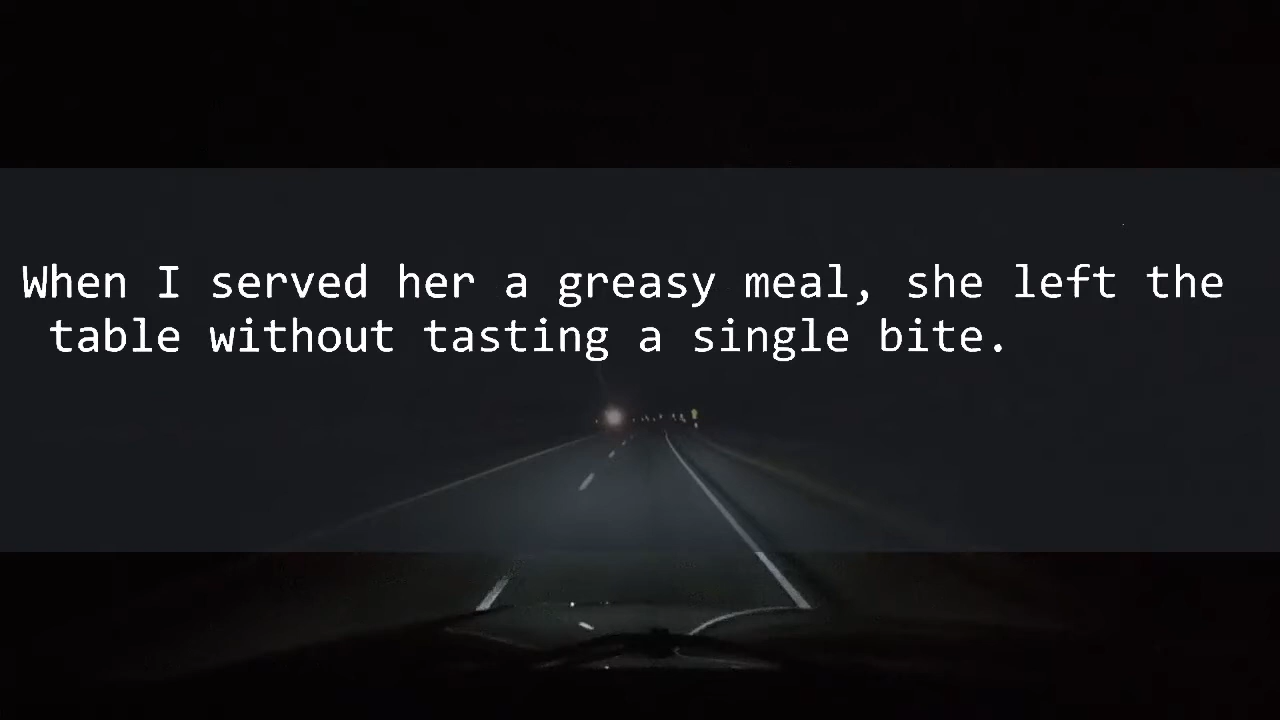 When I served her a greasy meal, she left the
table without tasting a single bite.